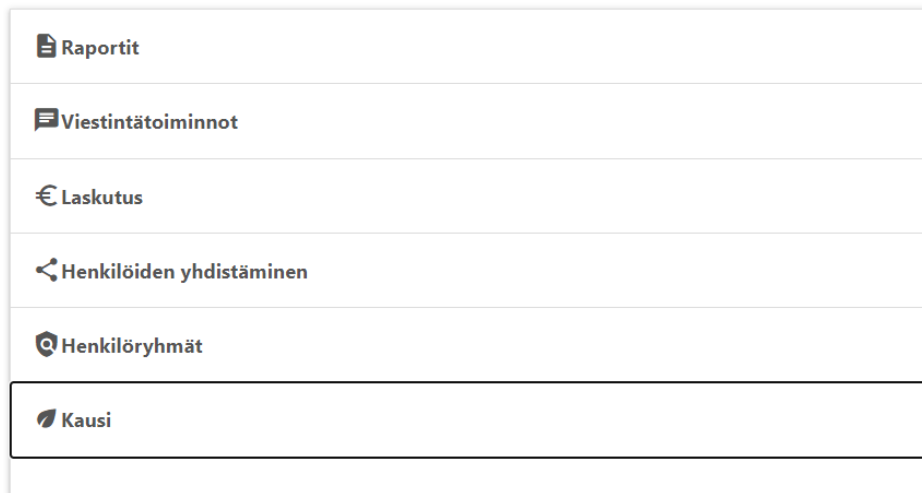 Raportit
Viestintätoiminnot
Laskutus
Henkilöiden yhdistäminen
Henkilöryhmät
Kausi